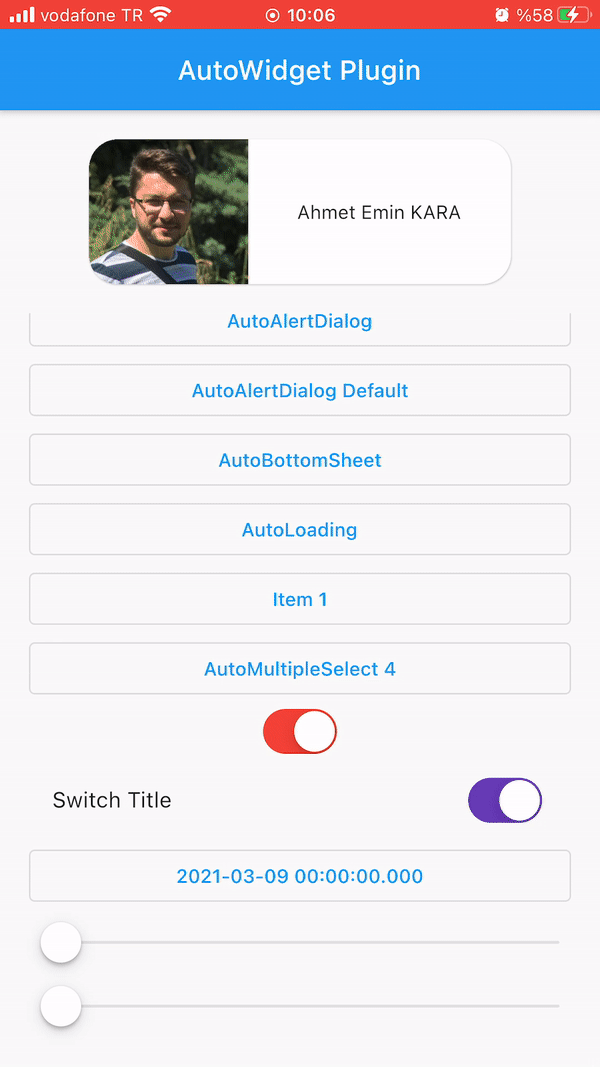 vodafone TR 10:06 %58
AutoWidget Plugin
Ahmet Emin KARA
AutoAlertDialog
AutoAlertDialog Default
AutoBottomSheet
AutoLoading
Item 1
AutoMultipleSelect 4
Switch Title
2021-03-09 00:00:00.000